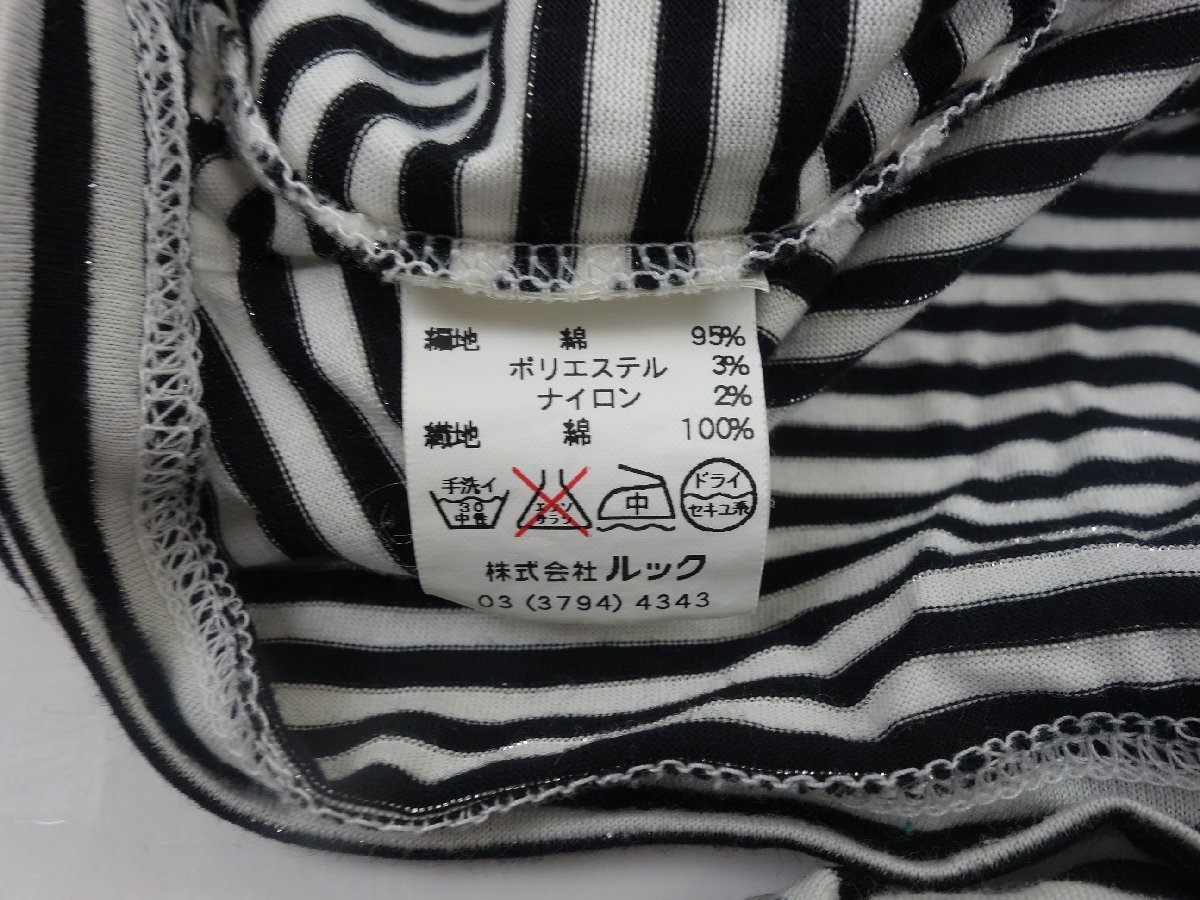 編地 綿 95%
ポリエステル 3%
ナイロン 2%
織地 綿 100%
手洗イ 30 中性
エンソ サラシ
中
ドライ セキユ系
株式会社 ルック
03 (3794) 4343